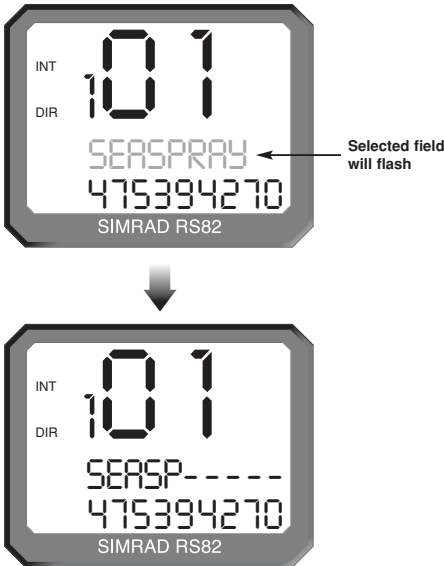 INT
101
DIR
SEASPRAY
475394270
SIMRAD RS82
Selected field
will flash
INT
101
DIR
SEASP-----
475394270
SIMRAD RS82